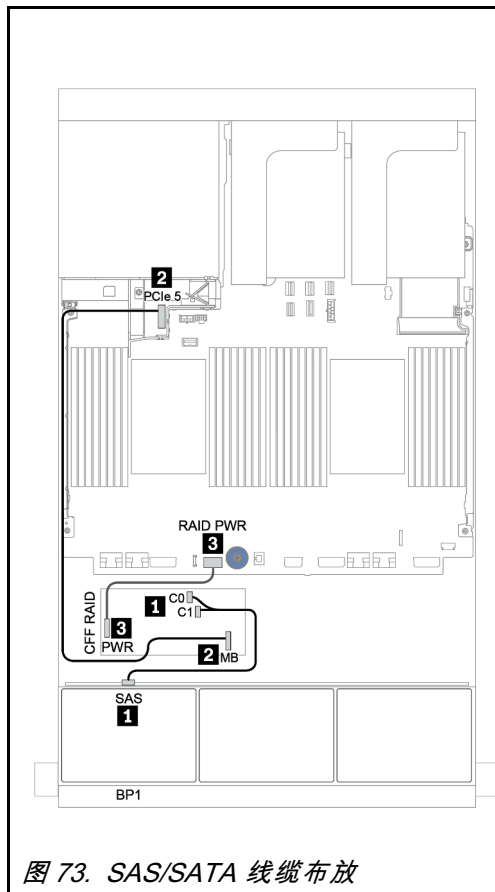 2
PCIe 5
RAID PWR
3
CFF RAID
1
C0
C1
3
PWR
2
MB
SAS
1
BP1
图 73. SAS/SATA 线缆布放